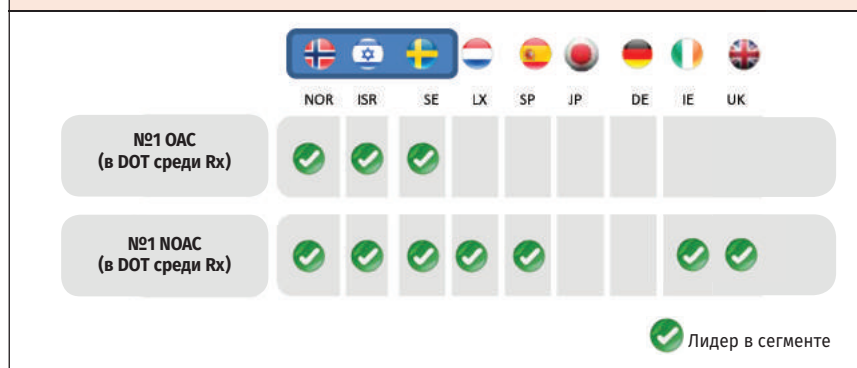 NOR ISR SE LX SP JP DE IE UK
№1 OAC
(в DOT среди Rx)
№1 NOAC
(в DOT среди Rx)
Лидер в сегменте